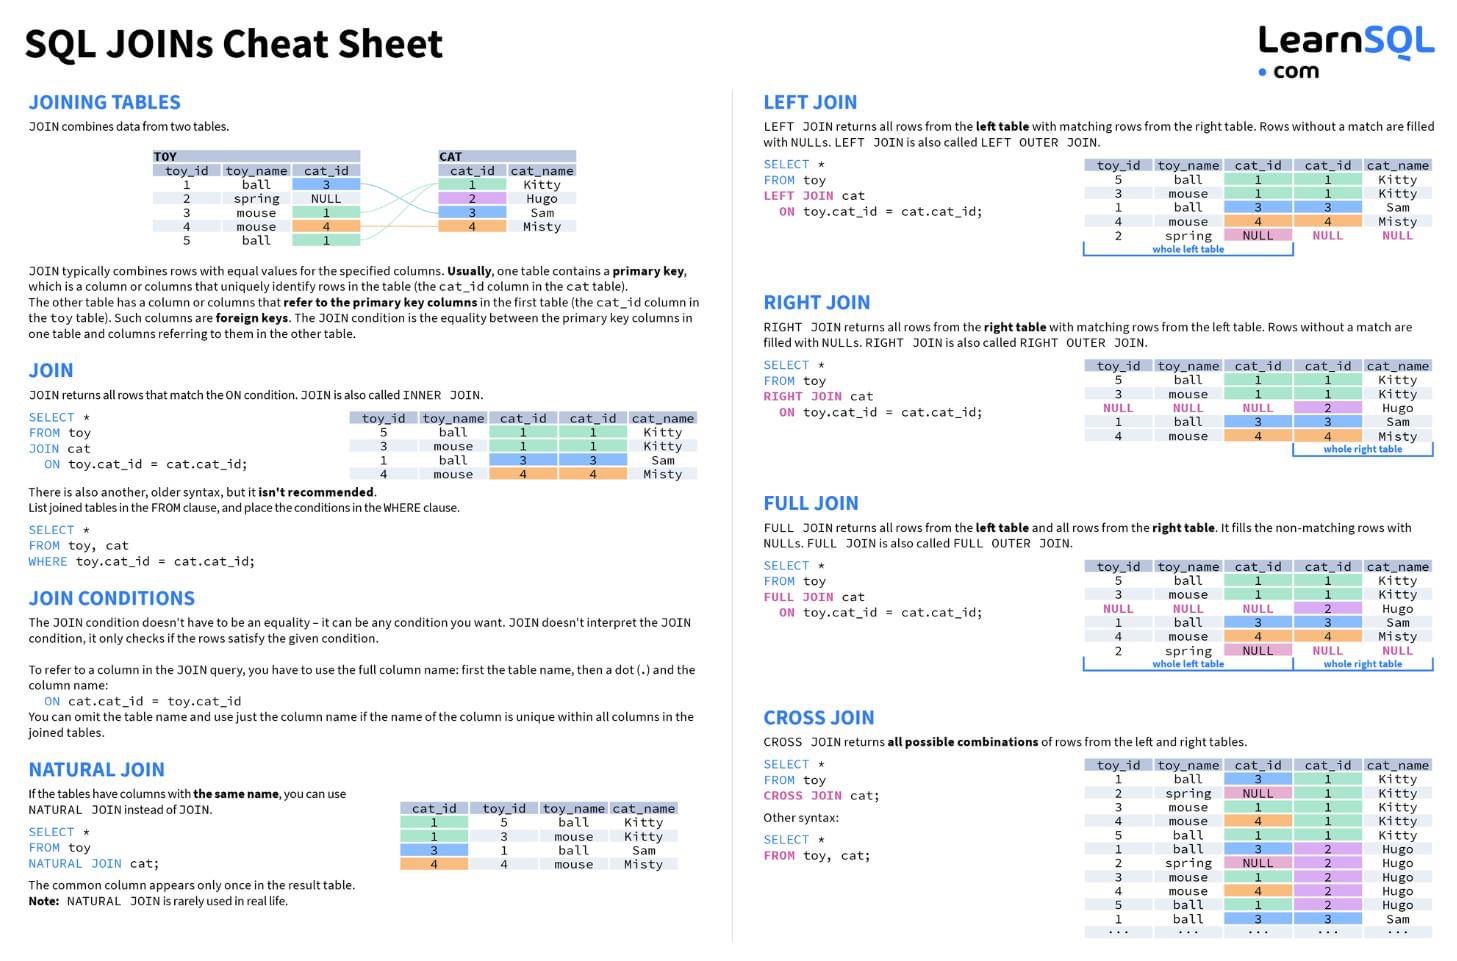 SQL JOINs Cheat Sheet
LearnSQL
• com
JOINING TABLES
JOIN combines data from two tables.
TOY
toy_id toy_name cat_id
1 ball 3
2 spring NULL
3 mouse 1
4 mouse 4
5 ball 1
CAT
cat_id cat_name
1 Kitty
2 Hugo
3 Sam
4 Misty
JOIN typically combines rows with equal values for the specified columns. Usually, one table contains a primary key,
which is a column or columns that uniquely identify rows in the table (the cat_id column in the cat table).
The other table has a column or columns that refer to the primary key columns in the first table (the cat_id column in
the toy table). Such columns are foreign keys. The JOIN condition is the equality between the primary key columns in
one table and columns referring to them in the other table.
JOIN
JOIN returns all rows that match the ON condition. JOIN is also called INNER JOIN.
SELECT *
FROM toy
JOIN cat
ON toy.cat_id = cat.cat_id;
toy_id toy_name cat_id cat_id cat_name
5 ball 1 1 Kitty
3 mouse 1 1 Kitty
1 ball 3 3 Sam
4 mouse 4 4 Misty
There is also another, older syntax, but it isn't recommended.
List joined tables in the FROM clause, and place the conditions in the WHERE clause.
SELECT *
FROM toy, cat
WHERE toy.cat_id = cat.cat_id;
JOIN CONDITIONS
The JOIN condition doesn't have to be an equality – it can be any condition you want. JOIN doesn't interpret the JOIN
condition, it only checks if the rows satisfy the given condition.
To refer to a column in the JOIN query, you have to use the full column name: first the table name, then a dot (.) and the
column name:
ON cat.cat_id = toy.cat_id
You can omit the table name and use just the column name if the name of the column is unique within all columns in the
joined tables.
NATURAL JOIN
If the tables have columns with the same name, you can use
NATURAL JOIN instead of JOIN.
SELECT *
FROM toy
NATURAL JOIN cat;
cat_id toy_id toy_name cat_name
1 5 ball Kitty
1 3 mouse Kitty
3 1 ball Sam
4 4 mouse Misty
The common column appears only once in the result table.
Note: NATURAL JOIN is rarely used in real life.
LEFT JOIN
LEFT JOIN returns all rows from the left table with matching rows from the right table. Rows without a match are filled
with NULLs. LEFT JOIN is also called LEFT OUTER JOIN.
SELECT *
FROM toy
LEFT JOIN cat
ON toy.cat_id = cat.cat_id;
toy_id toy_name cat_id cat_id cat_name
5 ball 1 1 Kitty
3 mouse 1 1 Kitty
1 ball 3 3 Sam
4 mouse 4 4 Misty
2 spring NULL NULL NULL
whole left table
RIGHT JOIN
RIGHT JOIN returns all rows from the right table with matching rows from the left table. Rows without a match are
filled with NULLs. RIGHT JOIN is also called RIGHT OUTER JOIN.
SELECT *
FROM toy
RIGHT JOIN cat
ON toy.cat_id = cat.cat_id;
toy_id toy_name cat_id cat_id cat_name
5 ball 1 1 Kitty
3 mouse 1 1 Kitty
NULL NULL NULL 2 Hugo
1 ball 3 3 Sam
4 mouse 4 4 Misty
whole right table
FULL JOIN
FULL JOIN returns all rows from the left table and all rows from the right table. It fills the non-matching rows with
NULLs. FULL JOIN is also called FULL OUTER JOIN.
SELECT *
FROM toy
FULL JOIN cat
ON toy.cat_id = cat.cat_id;
toy_id toy_name cat_id cat_id cat_name
5 ball 1 1 Kitty
3 mouse 1 1 Kitty
NULL NULL NULL 2 Hugo
1 ball 3 3 Sam
4 mouse 4 4 Misty
2 spring NULL NULL NULL
whole left table whole right table
CROSS JOIN
CROSS JOIN returns all possible combinations of rows from the left and right tables.
SELECT *
FROM toy
CROSS JOIN cat;
Other syntax:
SELECT *
FROM toy, cat;
toy_id toy_name cat_id cat_id cat_name
1 ball 3 1 Kitty
2 spring NULL 1 Kitty
3 mouse 1 1 Kitty
4 mouse 4 1 Kitty
5 ball 1 1 Kitty
1 ball 3 2 Hugo
2 spring NULL 2 Hugo
3 mouse 1 2 Hugo
4 mouse 4 2 Hugo
5 ball 1 2 Hugo
1 ball 3 3 Sam
··· ··· ··· ··· ···